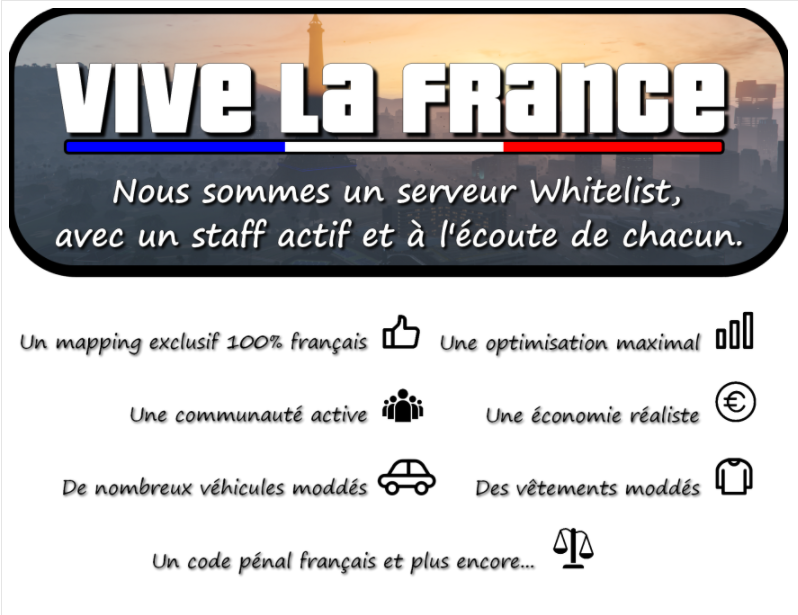 VIVe La FRance
Nous sommes un serveur Whitelist,
avec un staff actif et à l'écoute de chacun.
Un mapping exclusif 100% français
Une optimisation maximal
Une communauté active
Une économie réaliste
€
De nombreux véhicules moddés
Des vêtements moddés
Un code pénal français et plus encore...